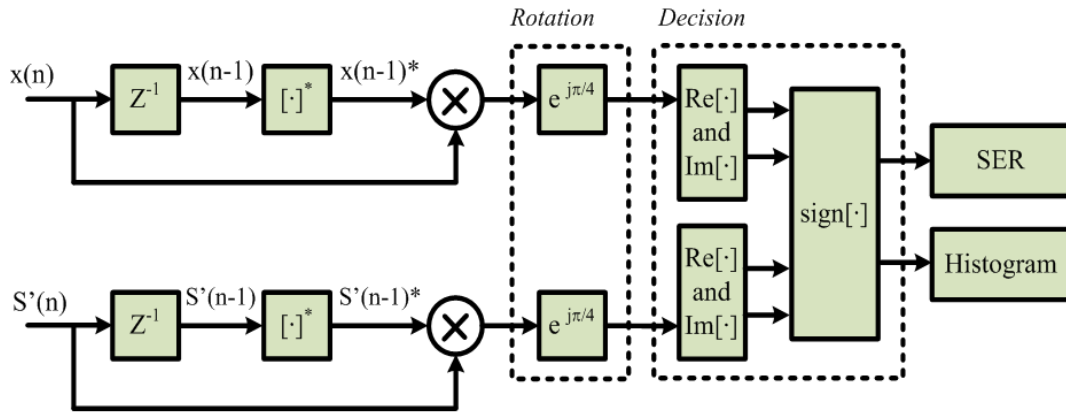 Rotation
Decision
x(n)
Z⁻¹
x(n-1)
[·]*
x(n-1)*
e ʲπ/⁴
Re[·]
and
Im[·]
sign[·]
SER
Histogram
S'(n)
Z⁻¹
S'(n-1)
[·]*
S'(n-1)*
e ʲπ/⁴
Re[·]
and
Im[·]